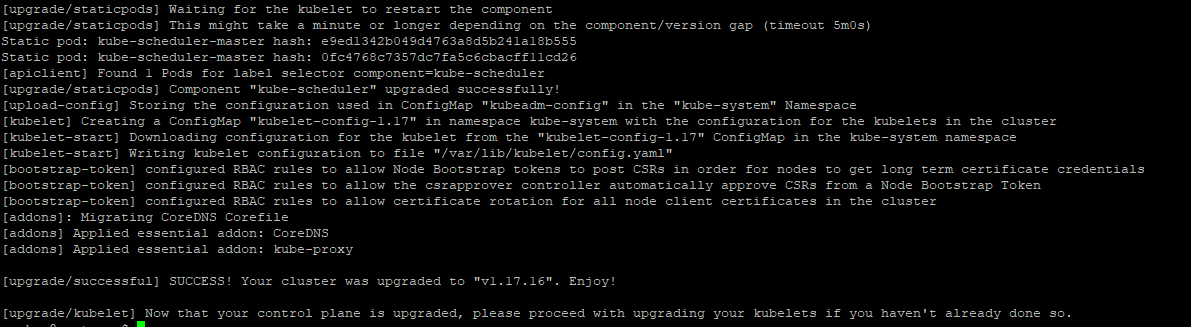 [upgrade/staticpods] Waiting for the kubelet to restart the component
[upgrade/staticpods] This might take a minute or longer depending on the component/version gap (timeout 5m0s)
Static pod: kube-scheduler-master hash: e9ed1342b049d4763a8d5b241a18b555
Static pod: kube-scheduler-master hash: 0fc4768c7357dc7fa5c6cbacff11cd26
[apiclient] Found 1 Pods for label selector component=kube-scheduler
[upgrade/staticpods] Component "kube-scheduler" upgraded successfully!
[upload-config] Storing the configuration used in ConfigMap "kubeadm-config" in the "kube-system" Namespace
[kubelet] Creating a ConfigMap "kubelet-config-1.17" in namespace kube-system with the configuration for the kubelets in the cluster
[kubelet-start] Downloading configuration for the kubelet from the "kubelet-config-1.17" ConfigMap in the kube-system namespace
[kubelet-start] Writing kubelet configuration to file "/var/lib/kubelet/config.yaml"
[bootstrap-token] configured RBAC rules to allow Node Bootstrap tokens to post CSRs in order for nodes to get long term certificate credentials
[bootstrap-token] configured RBAC rules to allow the csrapprover controller automatically approve CSRs from a Node Bootstrap Token
[bootstrap-token] configured RBAC rules to allow certificate rotation for all node client certificates in the cluster
[addons]: Migrating CoreDNS Corefile
[addons] Applied essential addon: CoreDNS
[addons] Applied essential addon: kube-proxy
[upgrade/successful] SUCCESS! Your cluster was upgraded to "v1.17.16". Enjoy!
[upgrade/kubelet] Now that your control plane is upgraded, please proceed with upgrading your kubelets if you haven't already done so.